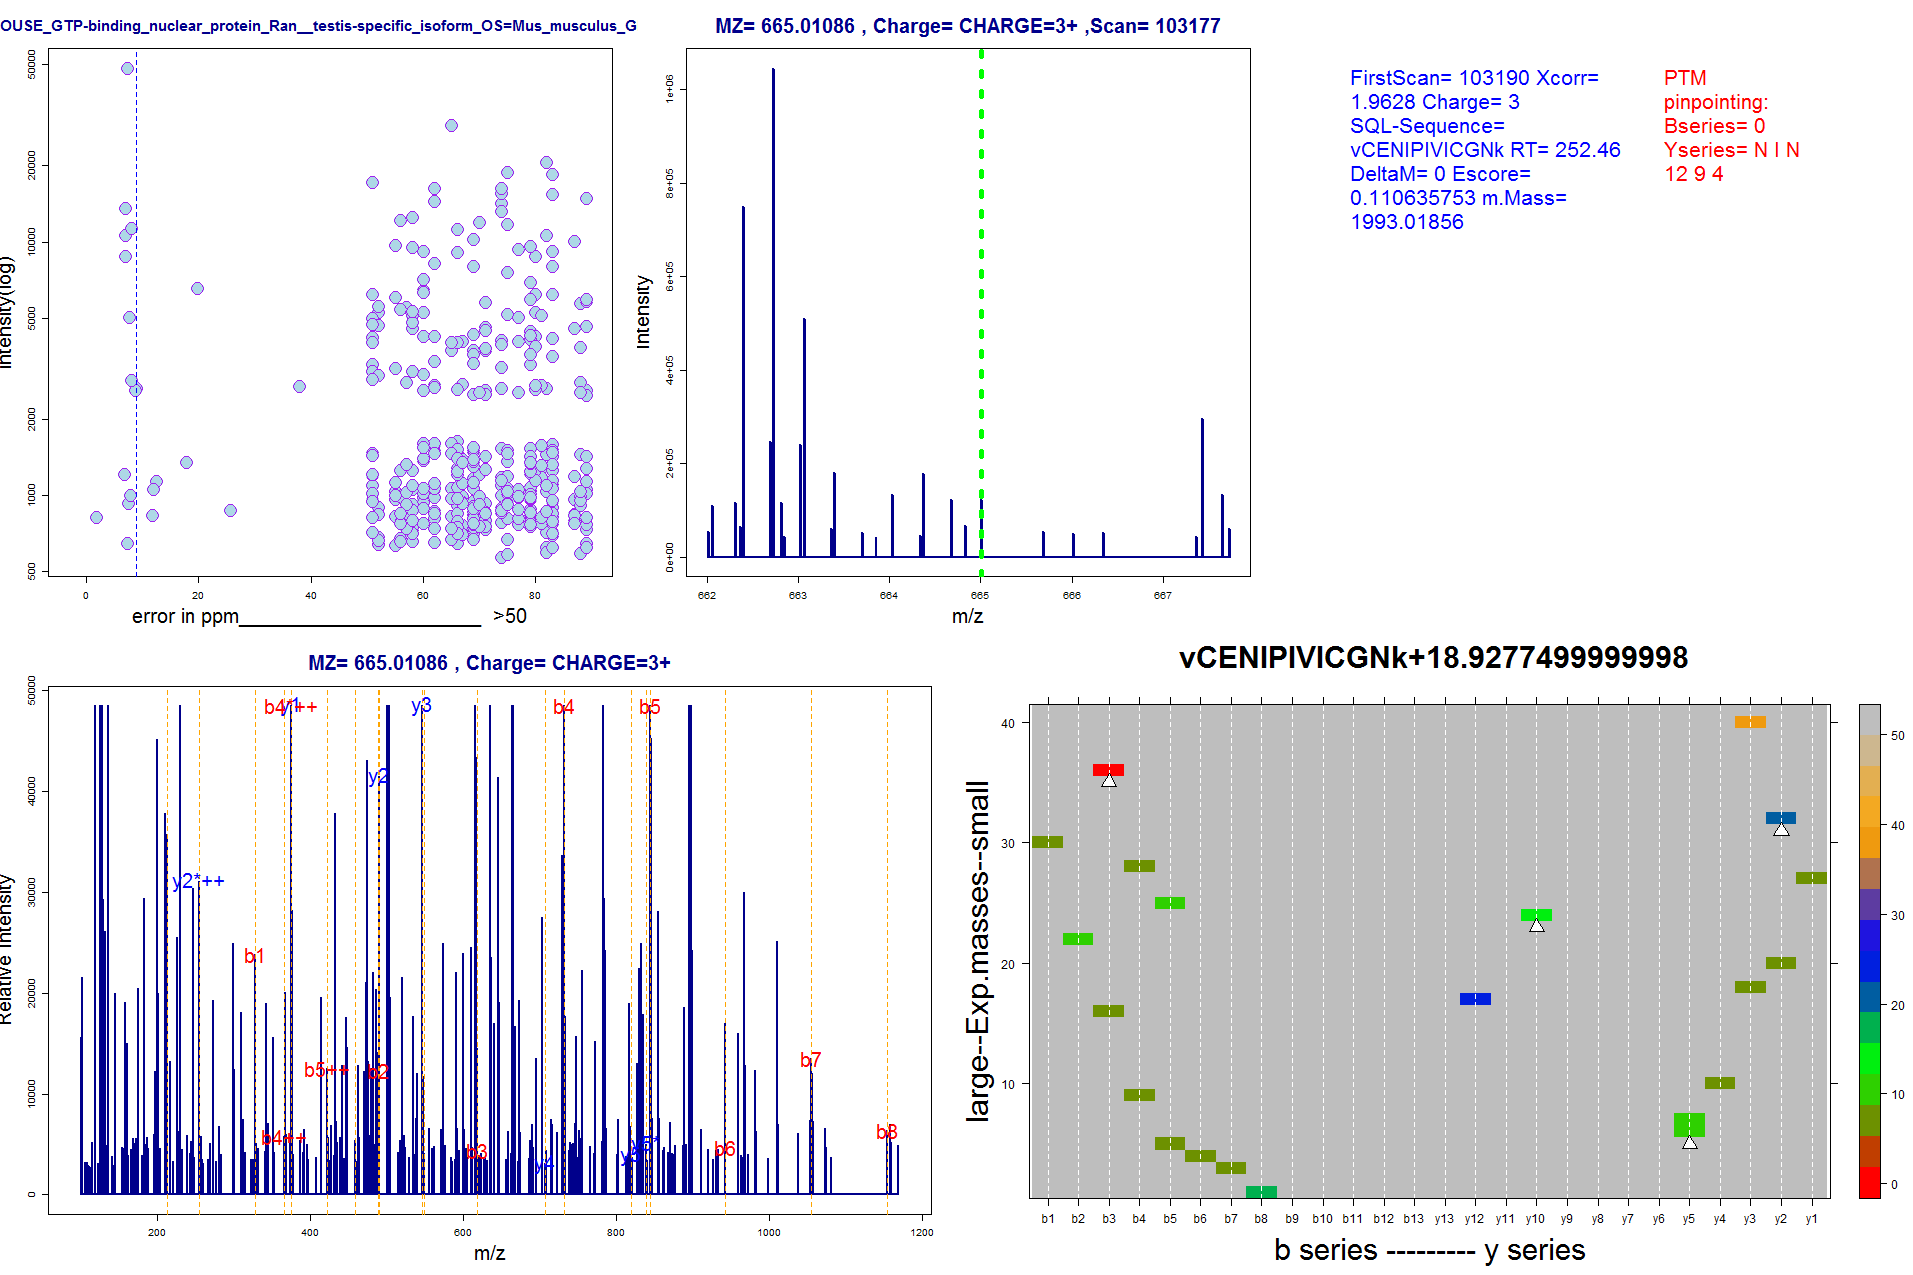 OUSE_GTP-binding_nuclear_protein_Ran__testis-specific_isoform_OS=Mus_musculus_G
Intensity(log)
50000
20000
10000
5000
2000
1000
500
0 20 40 60 80
error in ppm______________________ >50
MZ= 665.01086 , Charge= CHARGE=3+ ,Scan= 103177
Intensity
1e+06
8e+05
6e+05
4e+05
2e+05
0e+00
662 663 664 665 666 667
m/z
FirstScan= 103190 Xcorr=
1.9628 Charge= 3
SQL-Sequence=
vCENIPIVICGNk RT= 252.46
DeltaM= 0 Escore=
0.110635753 m.Mass=
1993.01856
PTM
pinpointing:
Bseries= 0
Yseries= N I N
12 9 4
MZ= 665.01086 , Charge= CHARGE=3+
Relative Intensity
50000
40000
30000
20000
10000
0
y1
y3
b4
b5
y2
y2*++
b1
b5++
b2
b7
b4++
b3
y4
b6
b8
200 400 600 800 1000 1200
m/z
vCENIPIVICGNk+18.9277499999998
large--Exp.masses--small
40
30
20
10
b1 b2 b3 b4 b5 b6 b7 b8 b9 b10 b11 b12 b13 y13 y12 y11 y10 y9 y8 y7 y6 y5 y4 y3 y2 y1
b series --------- y series
50
40
30
20
10
0